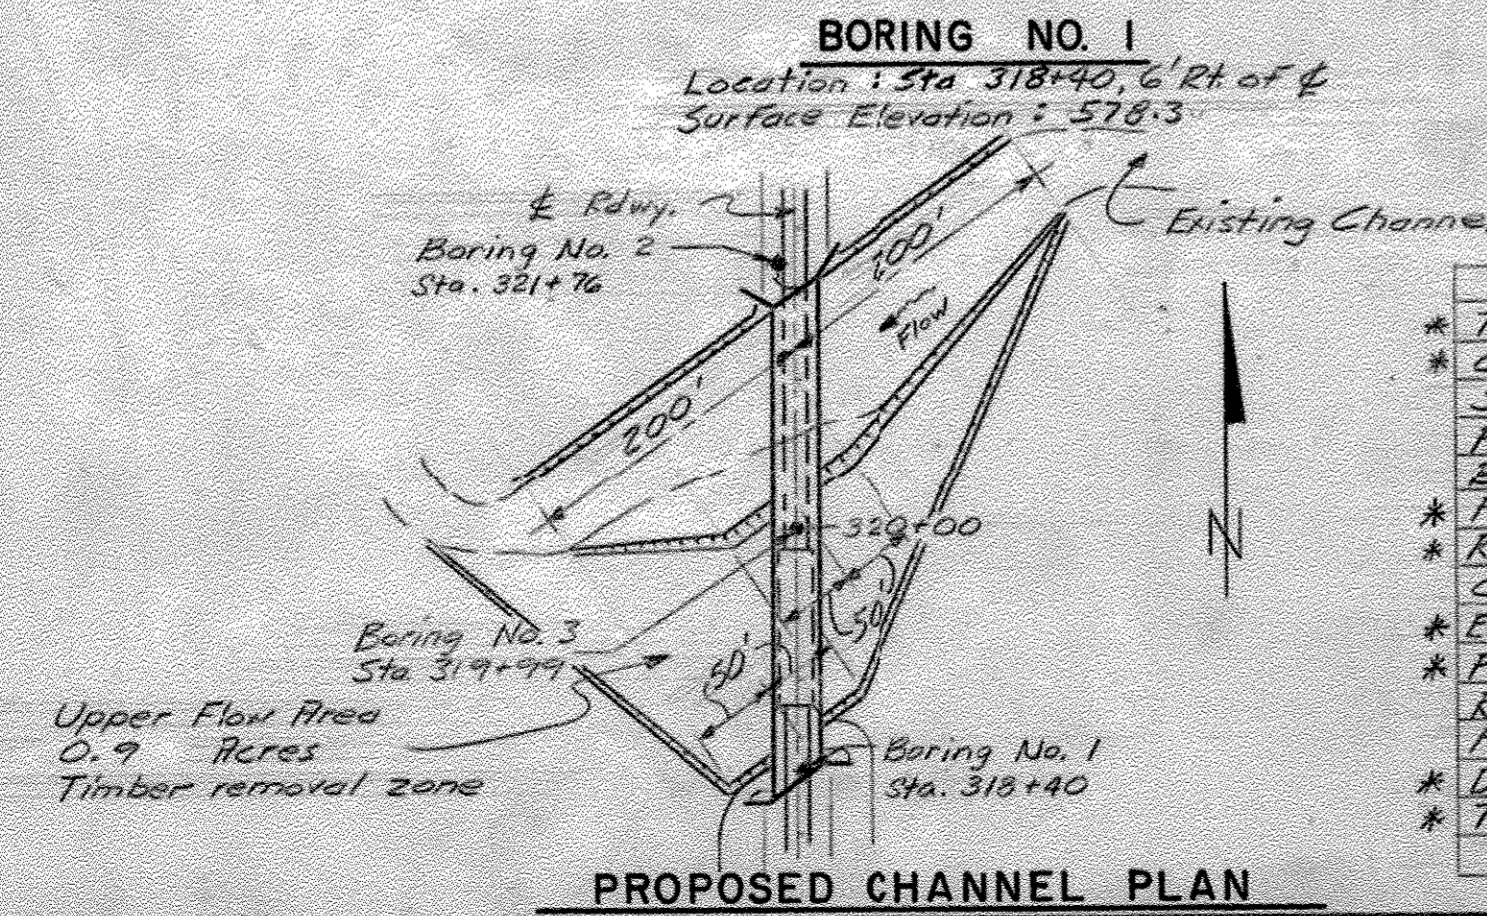 BORING NO. 1
Location : Sta 318+40, 6' Rt. of ℄
Surface Elevation : 578.3
℄ Rdwy.
Boring No. 2
Sta. 321+76
Existing Channel
200'
Flow
200'
N
320+00
50'
Boring No. 3
Sta 319+99
Upper Flow Area
0.9 Acres
Timber removal zone
Boring No. 1
Sta. 318+40
PROPOSED CHANNEL PLAN